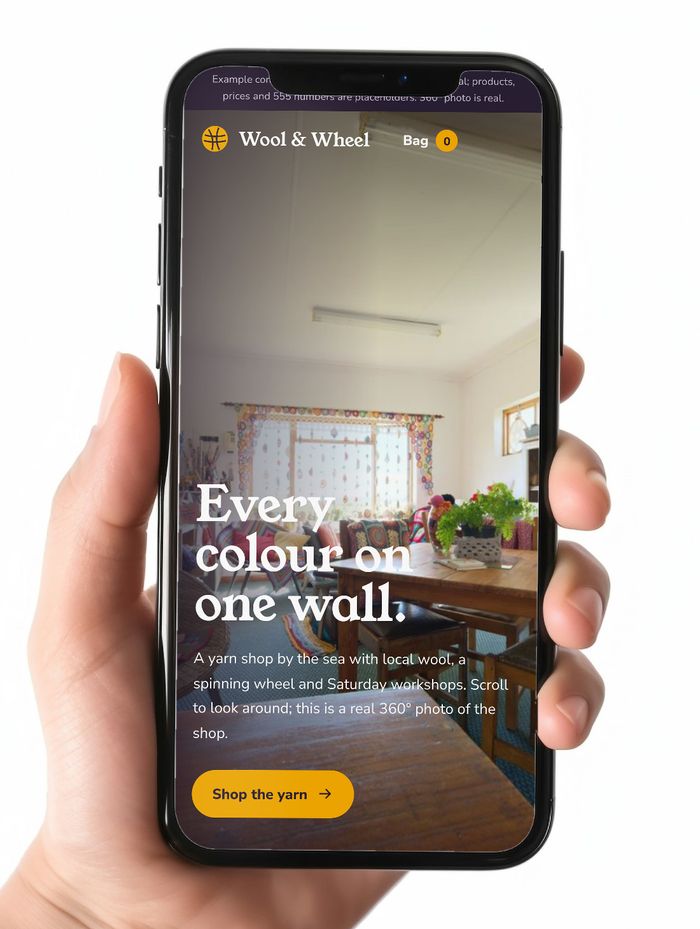 Example products,
prices and 555 numbers are placeholders. 360° photo is real.
Wool & Wheel Bag 0
Every
colour on
one wall.
A yarn shop by the sea with local wool, a
spinning wheel and Saturday workshops. Scroll
to look around; this is a real 360° photo of the
shop.
Shop the yarn →